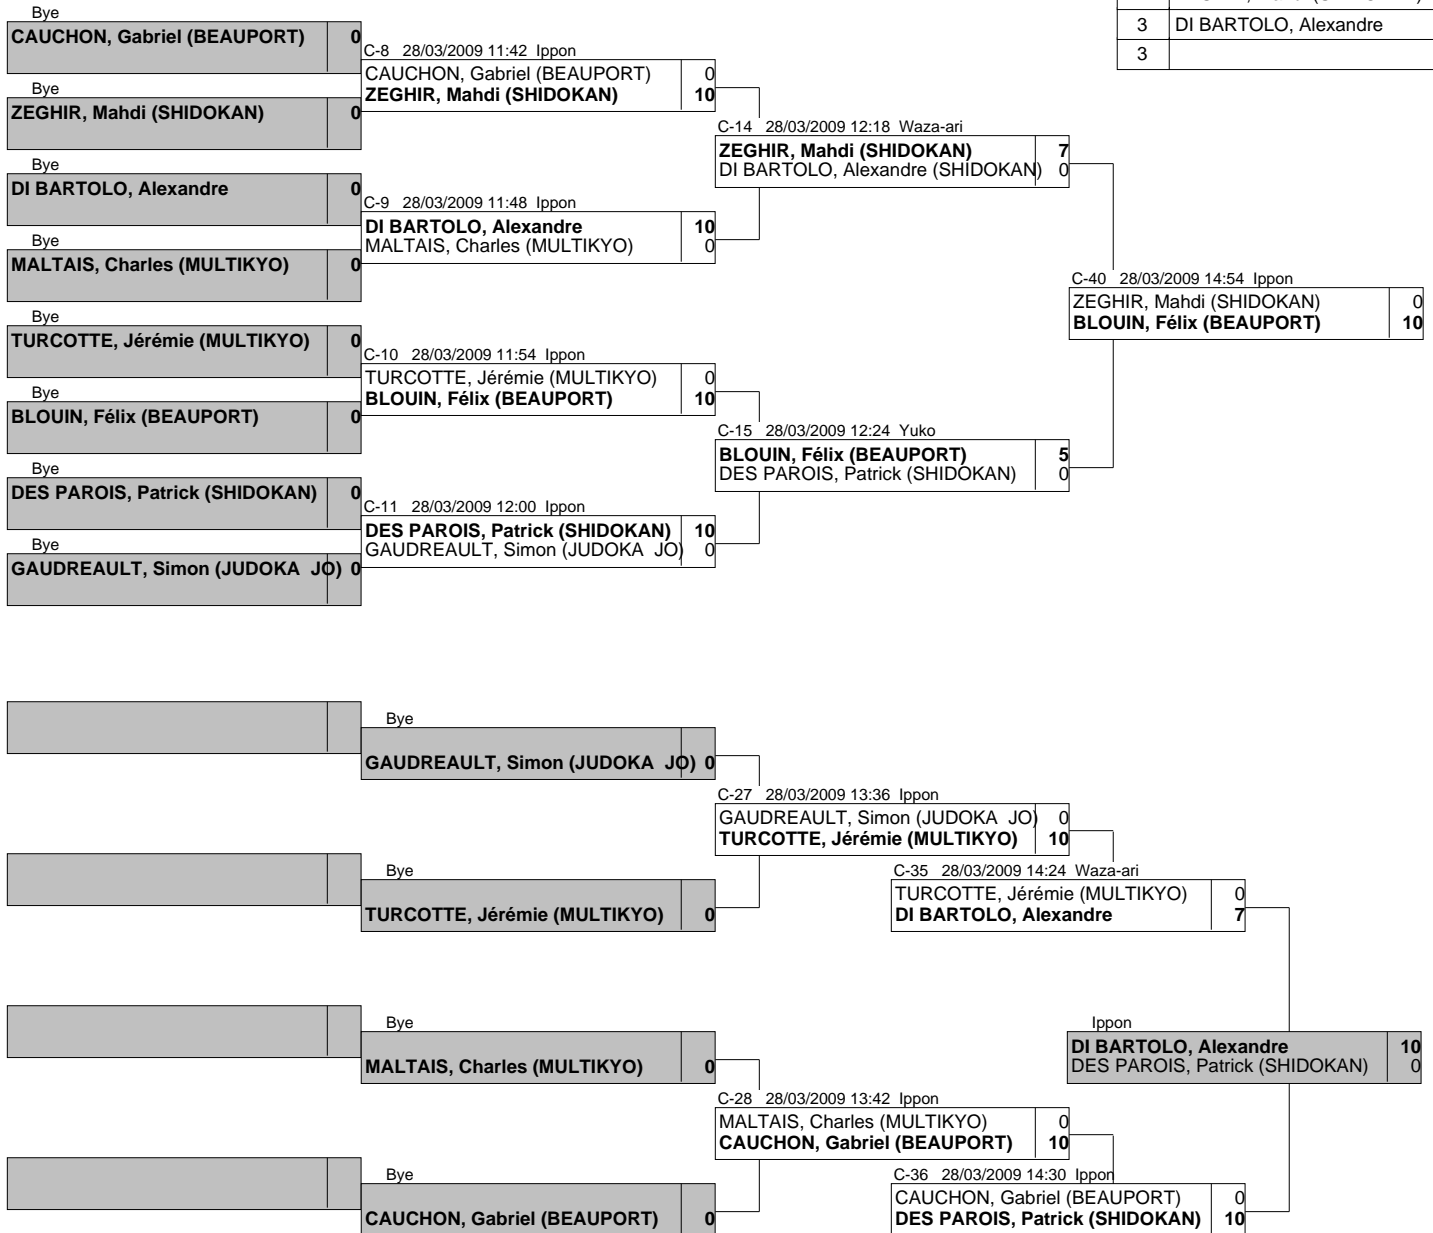 3 DI BARTOLO, Alexandre
3
Bye
CAUCHON, Gabriel (BEAUPORT) 0
Bye
ZEGHIR, Mahdi (SHIDOKAN) 0
Bye
DI BARTOLO, Alexandre 0
Bye
MALTAIS, Charles (MULTIKYO) 0
Bye
TURCOTTE, Jérémie (MULTIKYO) 0
Bye
BLOUIN, Félix (BEAUPORT) 0
Bye
DES PAROIS, Patrick (SHIDOKAN) 0
Bye
GAUDREAULT, Simon (JUDOKA JO) 0
C-8 28/03/2009 11:42 Ippon
CAUCHON, Gabriel (BEAUPORT) 0
ZEGHIR, Mahdi (SHIDOKAN) 10
C-9 28/03/2009 11:48 Ippon
DI BARTOLO, Alexandre 10
MALTAIS, Charles (MULTIKYO) 0
C-10 28/03/2009 11:54 Ippon
TURCOTTE, Jérémie (MULTIKYO) 0
BLOUIN, Félix (BEAUPORT) 10
C-11 28/03/2009 12:00 Ippon
DES PAROIS, Patrick (SHIDOKAN) 10
GAUDREAULT, Simon (JUDOKA JO) 0
C-14 28/03/2009 12:18 Waza-ari
ZEGHIR, Mahdi (SHIDOKAN) 7
DI BARTOLO, Alexandre (SHIDOKAN) 0
C-15 28/03/2009 12:24 Yuko
BLOUIN, Félix (BEAUPORT) 5
DES PAROIS, Patrick (SHIDOKAN) 0
C-40 28/03/2009 14:54 Ippon
ZEGHIR, Mahdi (SHIDOKAN) 0
BLOUIN, Félix (BEAUPORT) 10
Bye
GAUDREAULT, Simon (JUDOKA JO) 0
Bye
TURCOTTE, Jérémie (MULTIKYO) 0
Bye
MALTAIS, Charles (MULTIKYO) 0
Bye
CAUCHON, Gabriel (BEAUPORT) 0
C-27 28/03/2009 13:36 Ippon
GAUDREAULT, Simon (JUDOKA JO) 0
TURCOTTE, Jérémie (MULTIKYO) 10
C-28 28/03/2009 13:42 Ippon
MALTAIS, Charles (MULTIKYO) 0
CAUCHON, Gabriel (BEAUPORT) 10
C-35 28/03/2009 14:24 Waza-ari
TURCOTTE, Jérémie (MULTIKYO) 0
DI BARTOLO, Alexandre 7
C-36 28/03/2009 14:30 Ippon
CAUCHON, Gabriel (BEAUPORT) 0
DES PAROIS, Patrick (SHIDOKAN) 10
Ippon
DI BARTOLO, Alexandre 10
DES PAROIS, Patrick (SHIDOKAN) 0